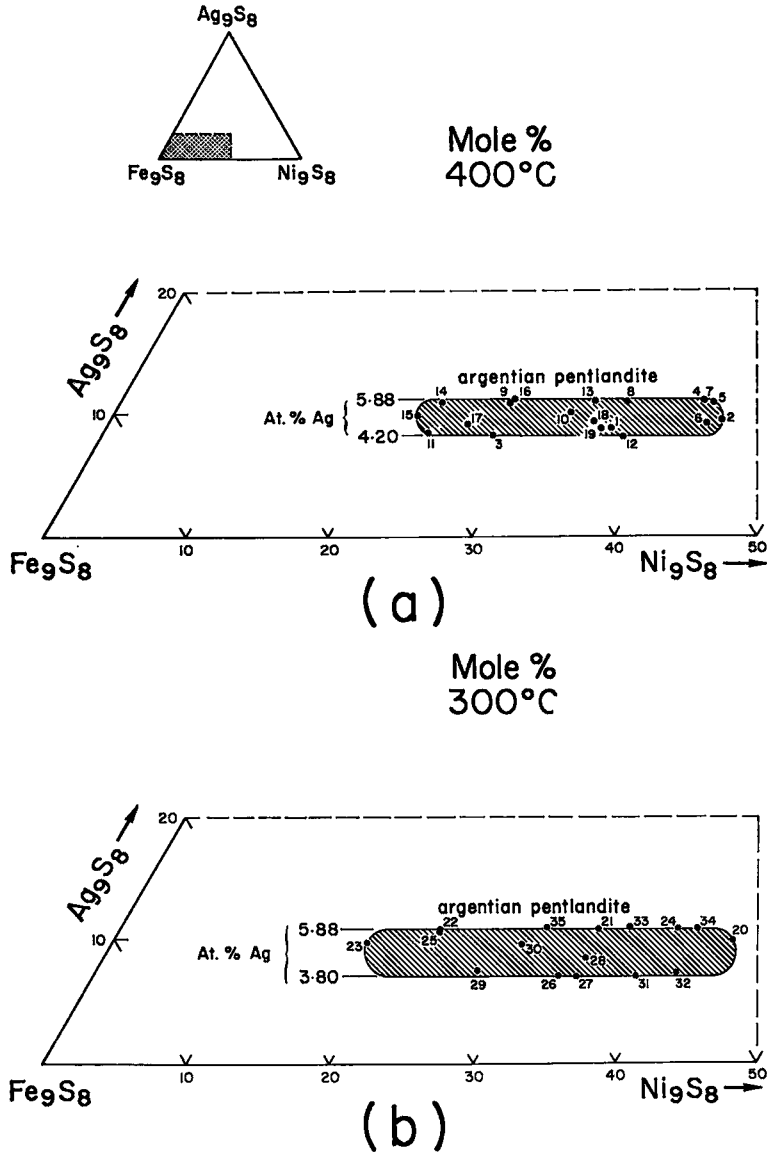 Ag9S8
Fe9S8 Ni9S8
Mole %
400°C
20
Ag9S8
argentian pentlandite
5.88 14 9 16 13 8 4 7 5
At. % Ag
10 15 17 10 18 1 6 2
4.20 11 3 19 12
10 20 30 40 50
Fe9S8 Ni9S8
(a)
Mole %
300°C
20
Ag9S8
argentian pentlandite
5.88 22 35 21 33 24 34 20
At. % Ag
10 23 25 30 28
3.80 29 26 27 31 32
10 20 30 40 50
Fe9S8 Ni9S8
(b)